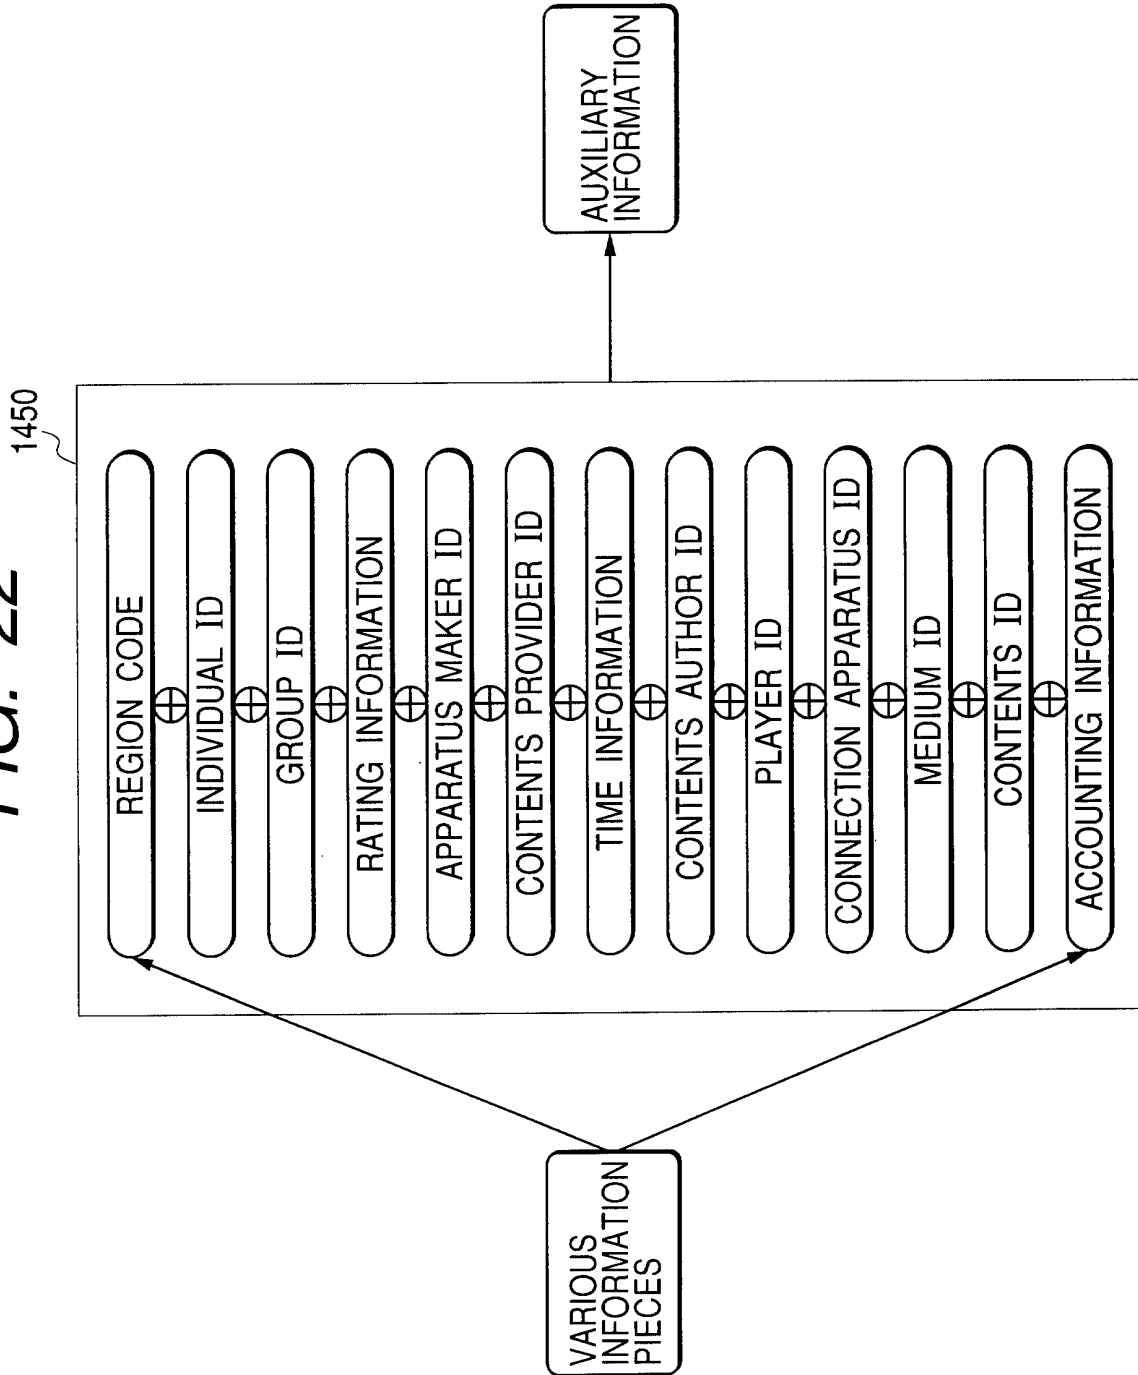 FIG. 22
1450
REGION CODE
INDIVIDUAL ID
GROUP ID
RATING INFORMATION
APPARATUS MAKER ID
CONTENTS PROVIDER ID
TIME INFORMATION
CONTENTS AUTHOR ID
PLAYER ID
CONNECTION APPARATUS ID
MEDIUM ID
CONTENTS ID
ACCOUNTING INFORMATION
VARIOUS
INFORMATION
PIECES
AUXILIARY
INFORMATION